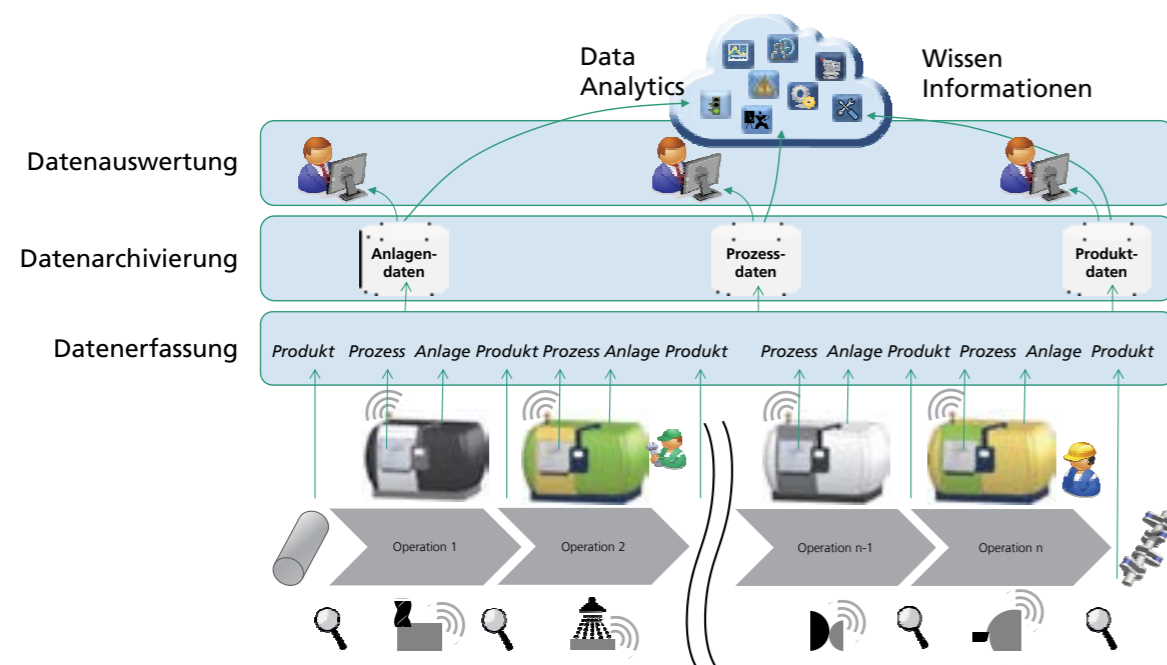 Data
Analytics
Wissen
Informationen
Datenauswertung
Datenarchivierung
Anlagen-
daten
Prozess-
daten
Produkt-
daten
Datenerfassung
Produkt Prozess Anlage Produkt Prozess Anlage Produkt Prozess Anlage Produkt Prozess Anlage Produkt
Operation 1
Operation 2
Operation n-1
Operation n